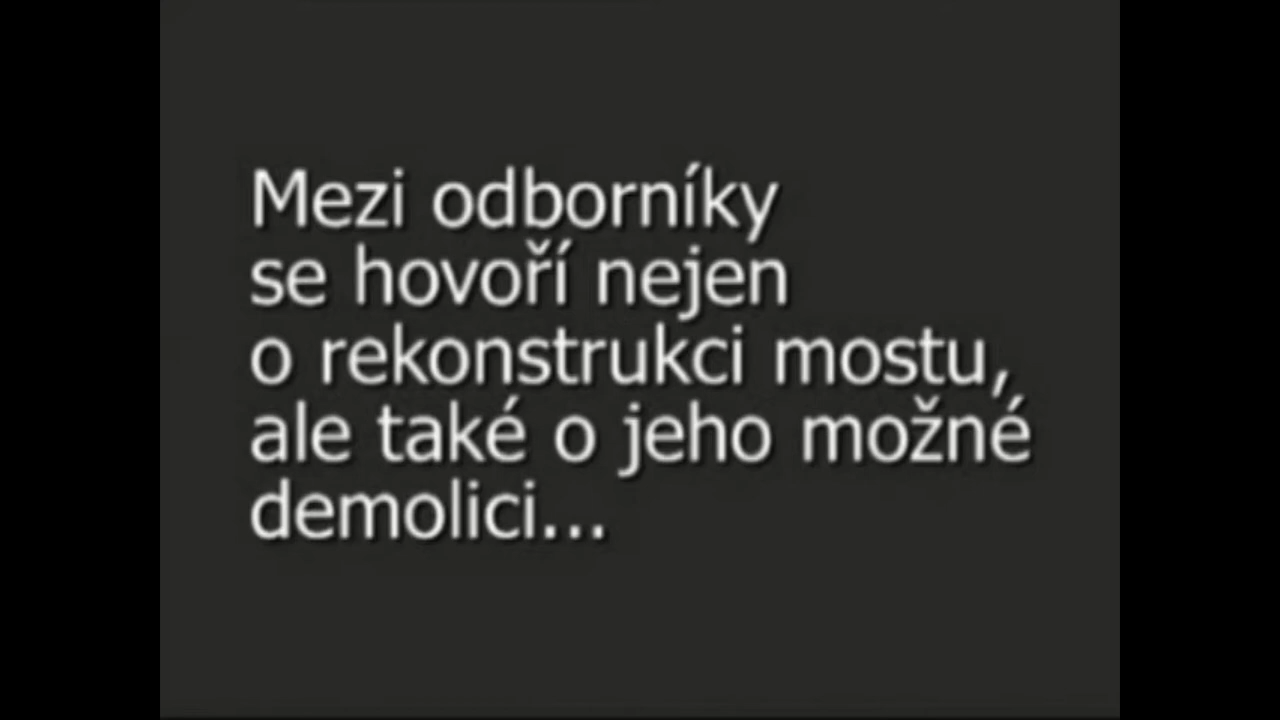 Mezi odborníky
se hovoří nejen
o rekonstrukci mostu,
ale také o jeho možné
demolici...